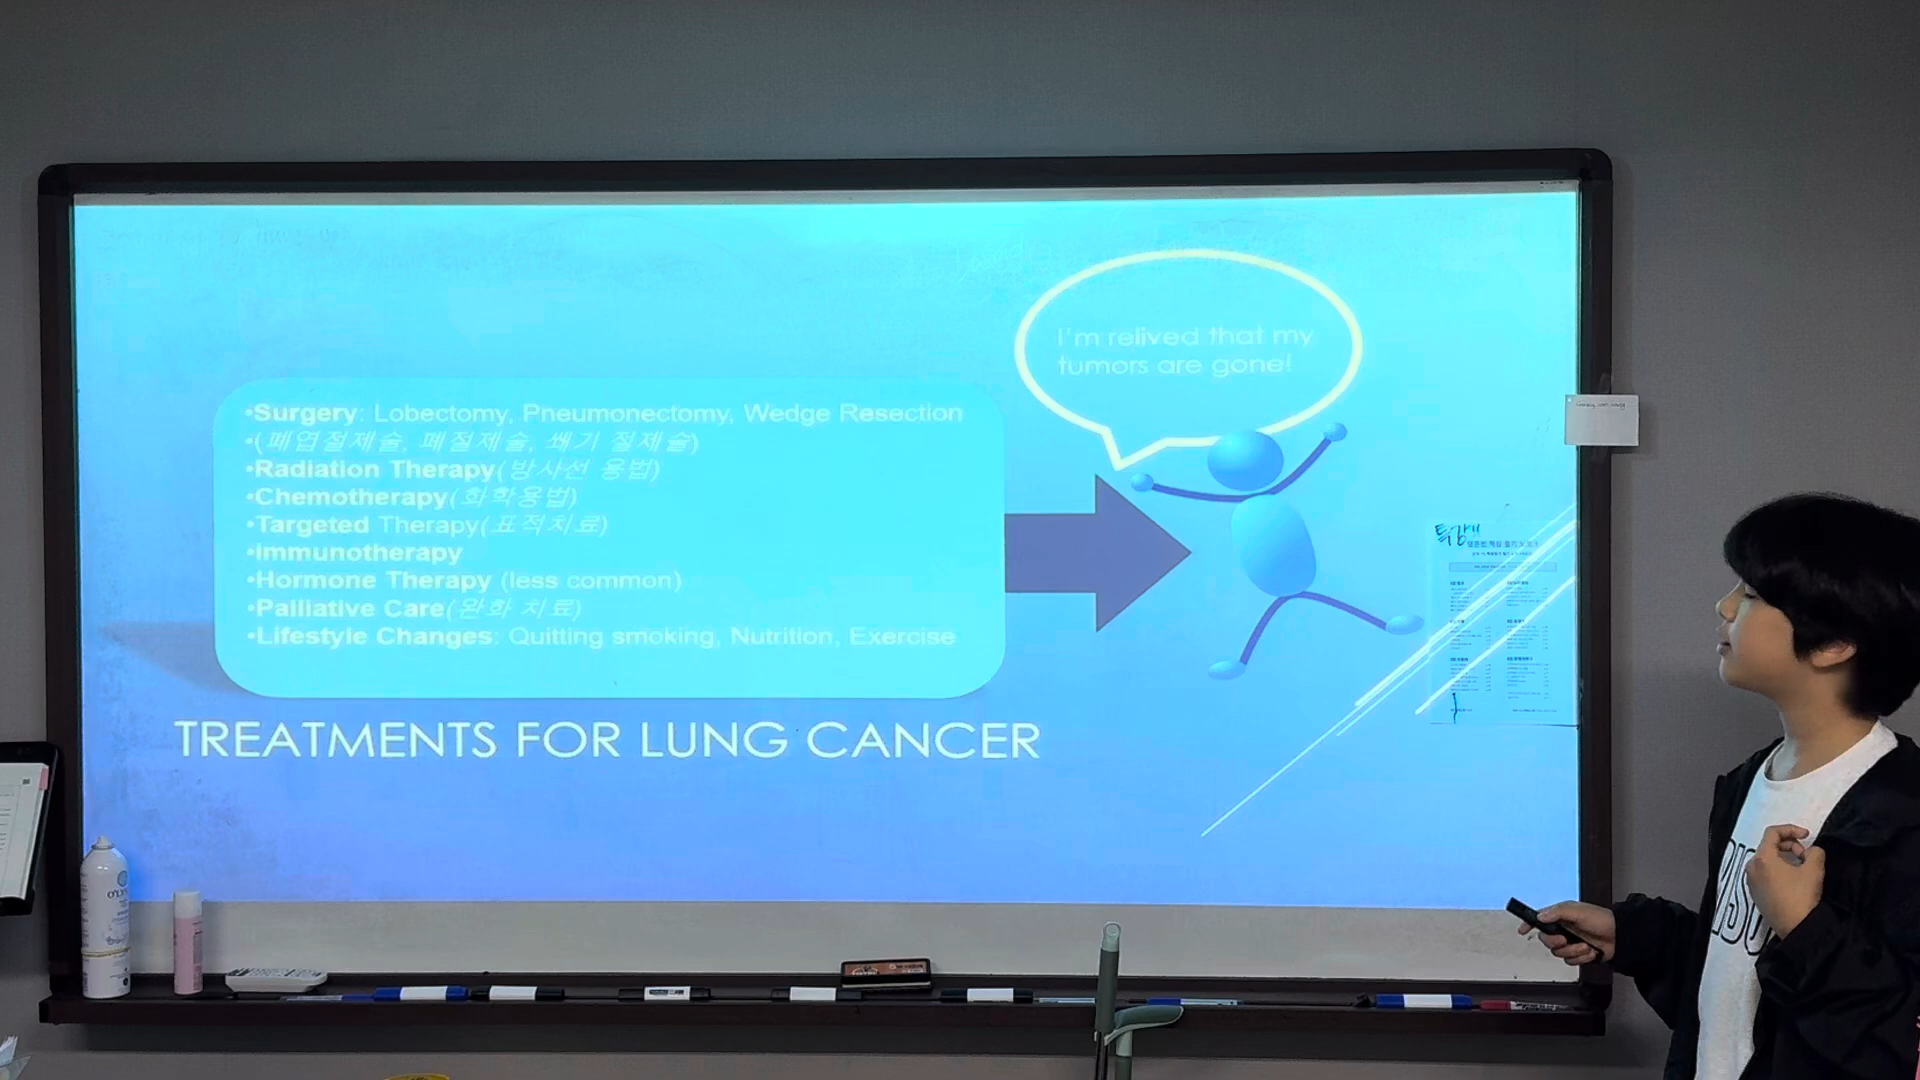 I'm relived that my
tumors are gone!
•Surgery: Lobectomy, Pneumonectomy, Wedge Resection
•(폐엽절제술, 폐절제술, 쐐기 절제술)
•Radiation Therapy(방사선 용법)
•Chemotherapy(화학용법)
•Targeted Therapy(표적치료)
•Immunotherapy
•Hormone Therapy (less common)
•Palliative Care(완화 치료)
•Lifestyle Changes: Quitting smoking, Nutrition, Exercise
TREATMENTS FOR LUNG CANCER